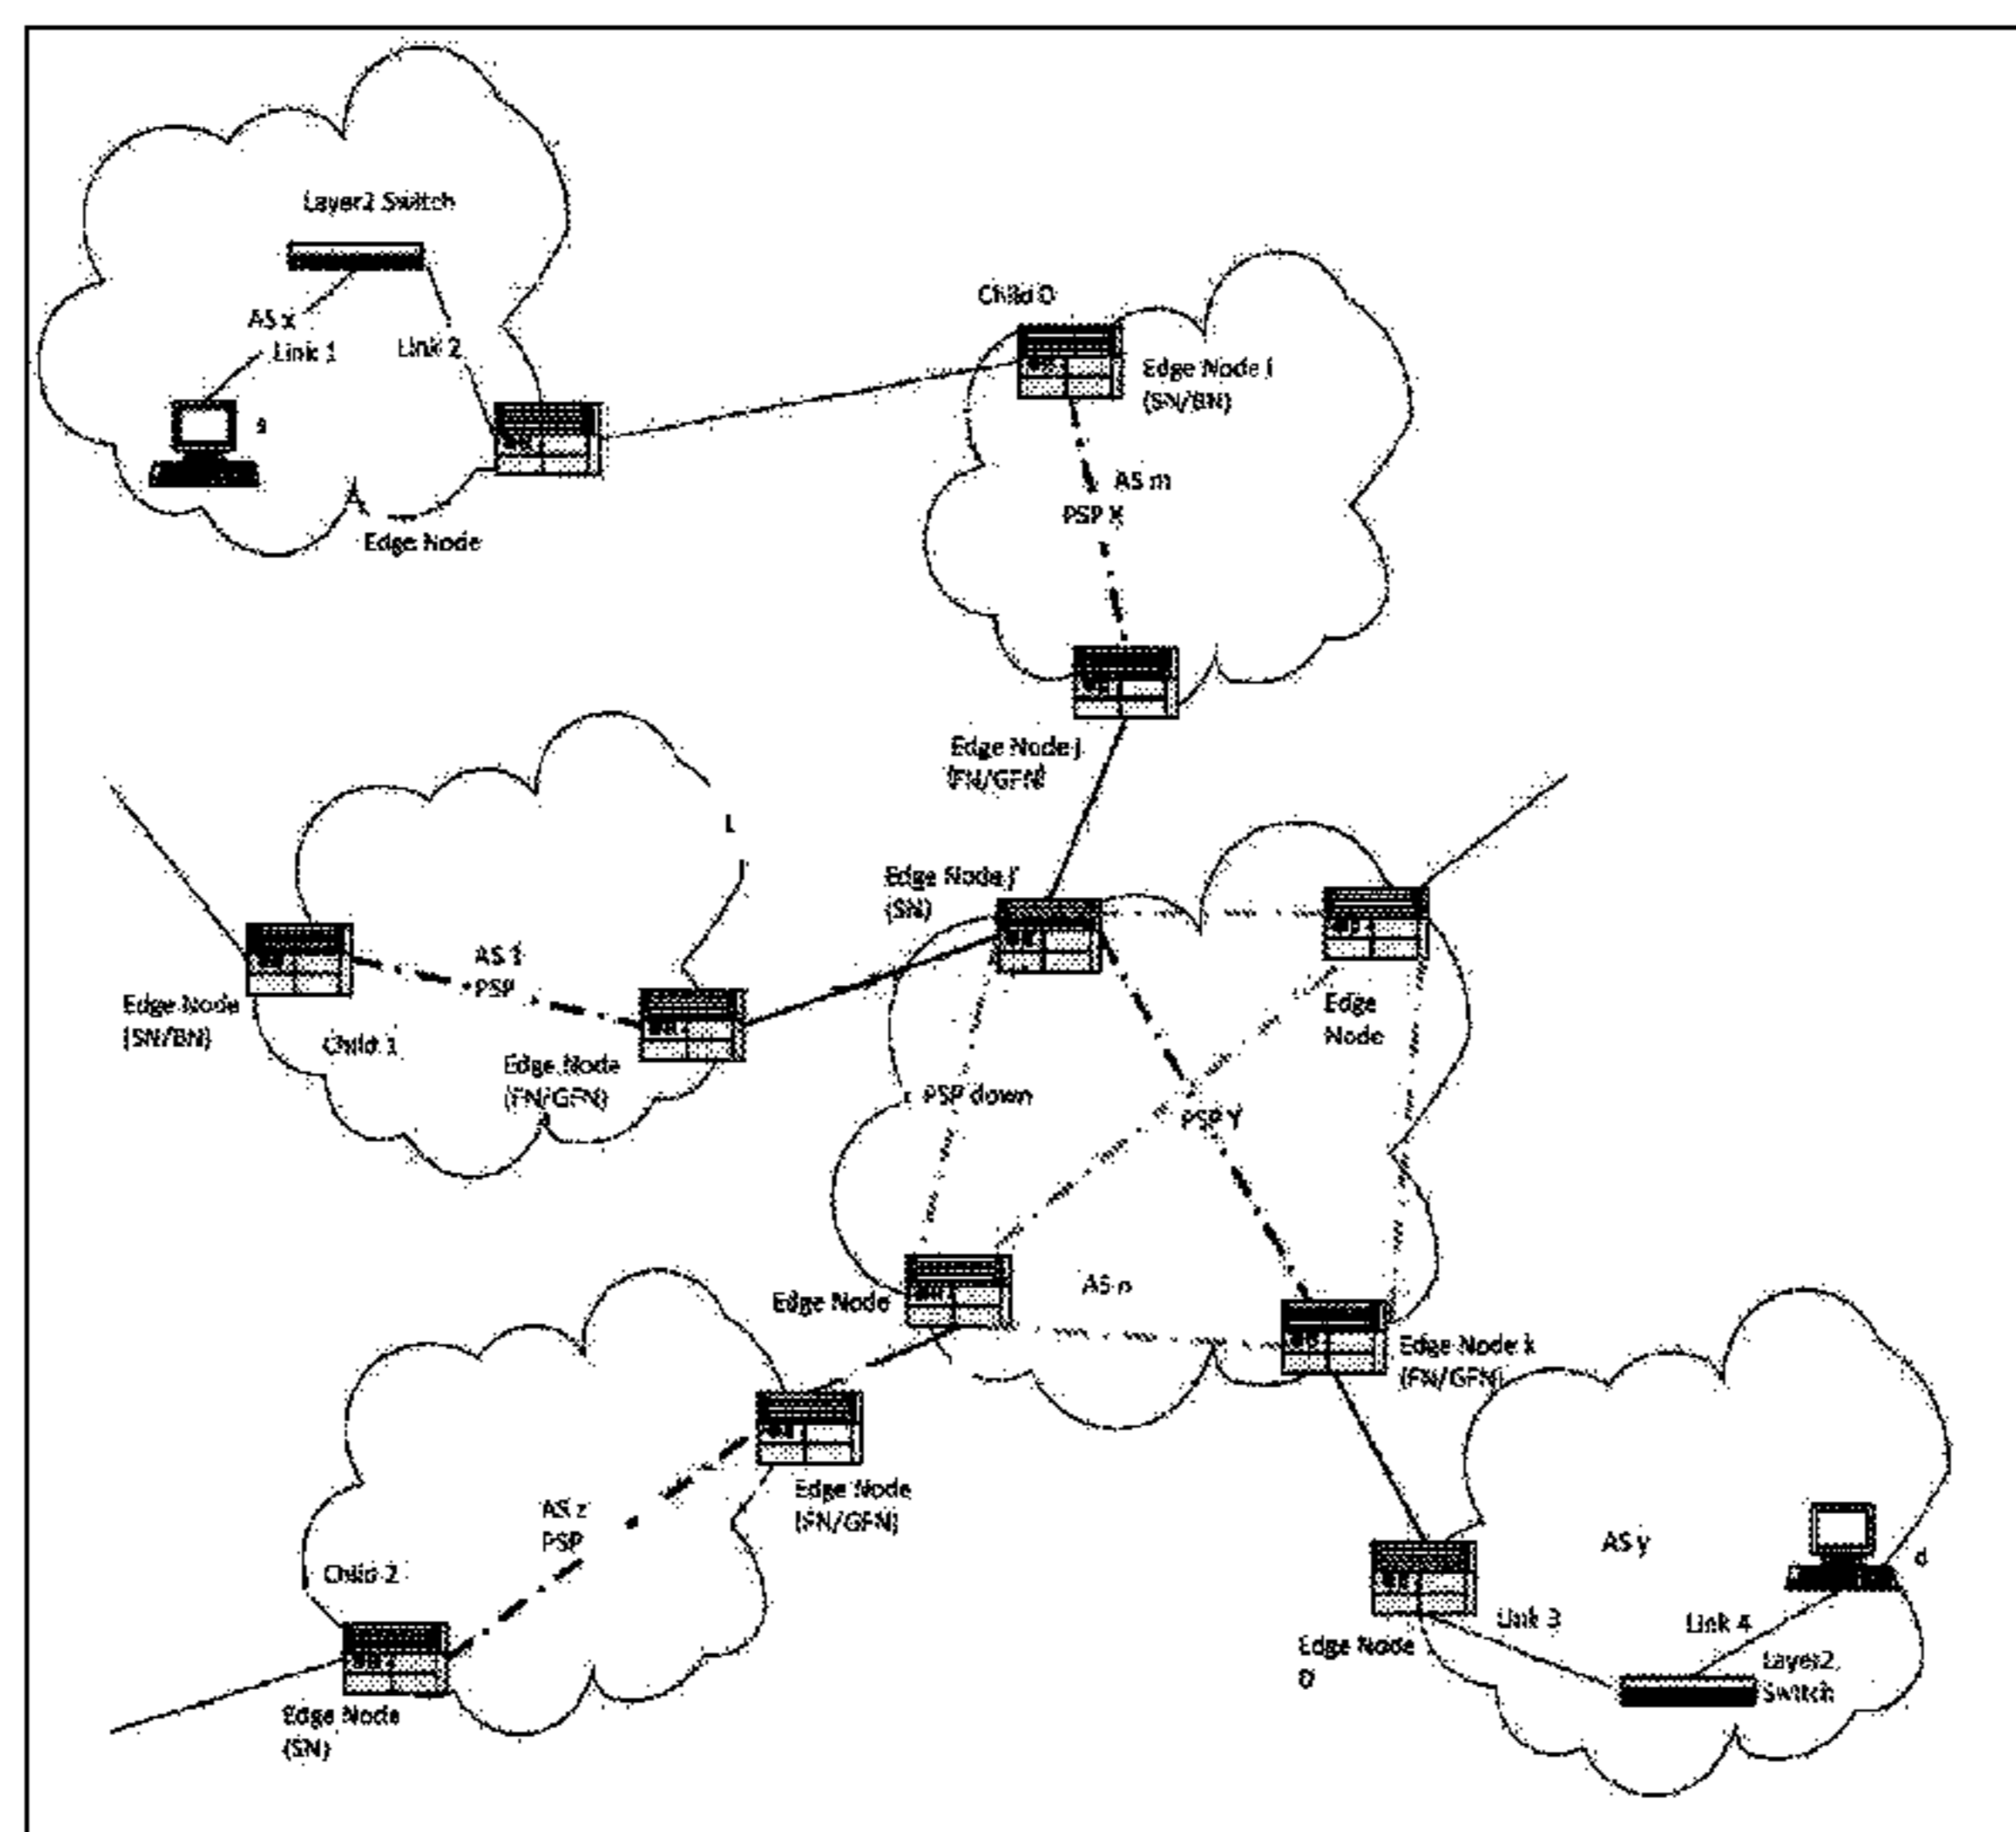 Layer2 Switch
AS x
Link 1
Link 2
s
Edge Node
Child 0
Edge Node i
(SN/BN)
AS m
PSP X
Edge Node j
(FN/GFN)
L
Edge Node j'
(SN)
AS 1
PSP
Edge Node
(SN/BN)
Child 1
Edge Node
(FN/GFN)
Edge
Node
PSP down
PSP Y
AS n
Edge Node
Edge Node k
(FN/GFN)
Edge Node
(FN/GFN)
AS z
PSP
Child 2
Edge Node
(SN)
AS y
d
Link 3
Link 4
Edge Node
Layer2
Switch